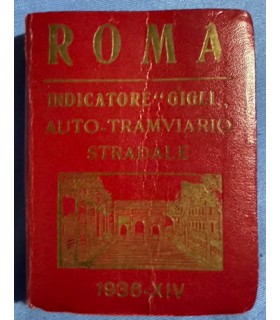 ROMA
INDICATORE "GIGLI"
AUTO-TRAMVIARIO
STRADALE
1936-XIV